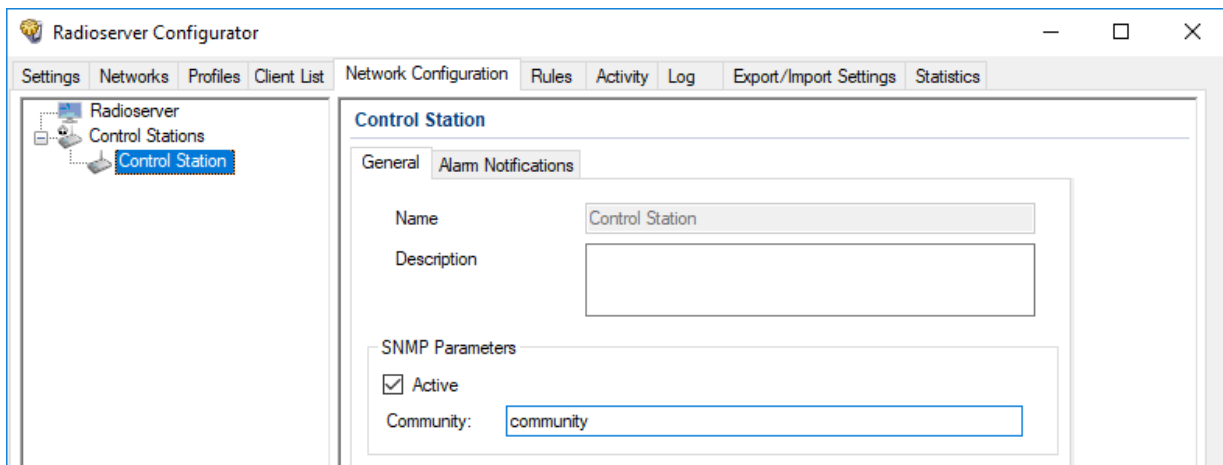 Radioserver Configurator
Settings Networks Profiles Client List Network Configuration Rules Activity Log Export/Import Settings Statistics
Radioserver
Control Stations
Control Station
Control Station
General Alarm Notifications
Name Control Station
Description
SNMP Parameters
Active
Community: community